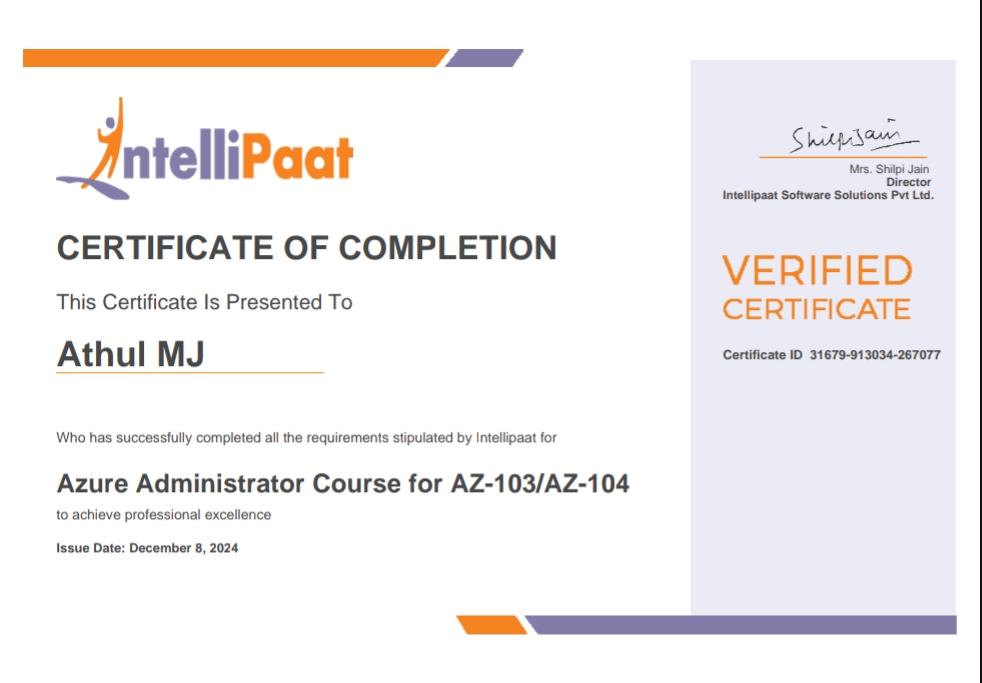 IntelliPaat
CERTIFICATE OF COMPLETION
This Certificate Is Presented To
Athul MJ
Who has successfully completed all the requirements stipulated by Intellipaat for
Azure Administrator Course for AZ-103/AZ-104
to achieve professional excellence
Issue Date: December 8, 2024
ShilpiJain
Mrs. Shilpi Jain
Director
Intellipaat Software Solutions Pvt Ltd.
VERIFIED
CERTIFICATE
Certificate ID 31679-913034-267077